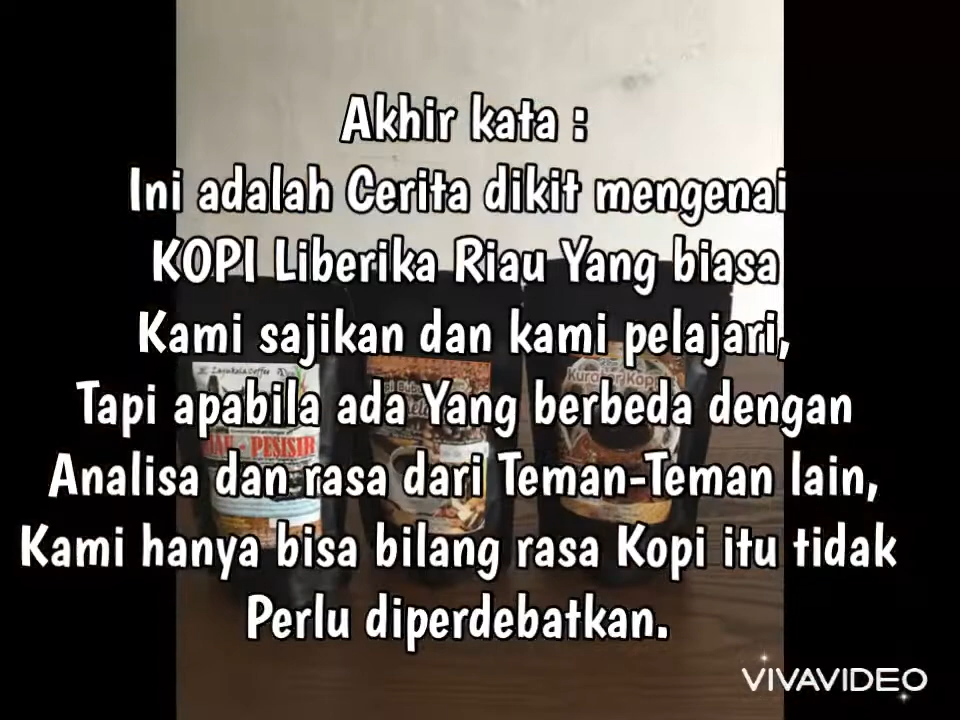 Akhir kata :
Ini adalah Cerita dikit mengenai
KOPI Liberika Riau Yang biasa
Kami sajikan dan kami pelajari,
Tapi apabila ada Yang berbeda dengan
Analisa dan rasa dari Teman-Teman lain,
Kami hanya bisa bilang rasa Kopi itu tidak
Perlu diperdebatkan.
PESISIR
VIVAVIDEO